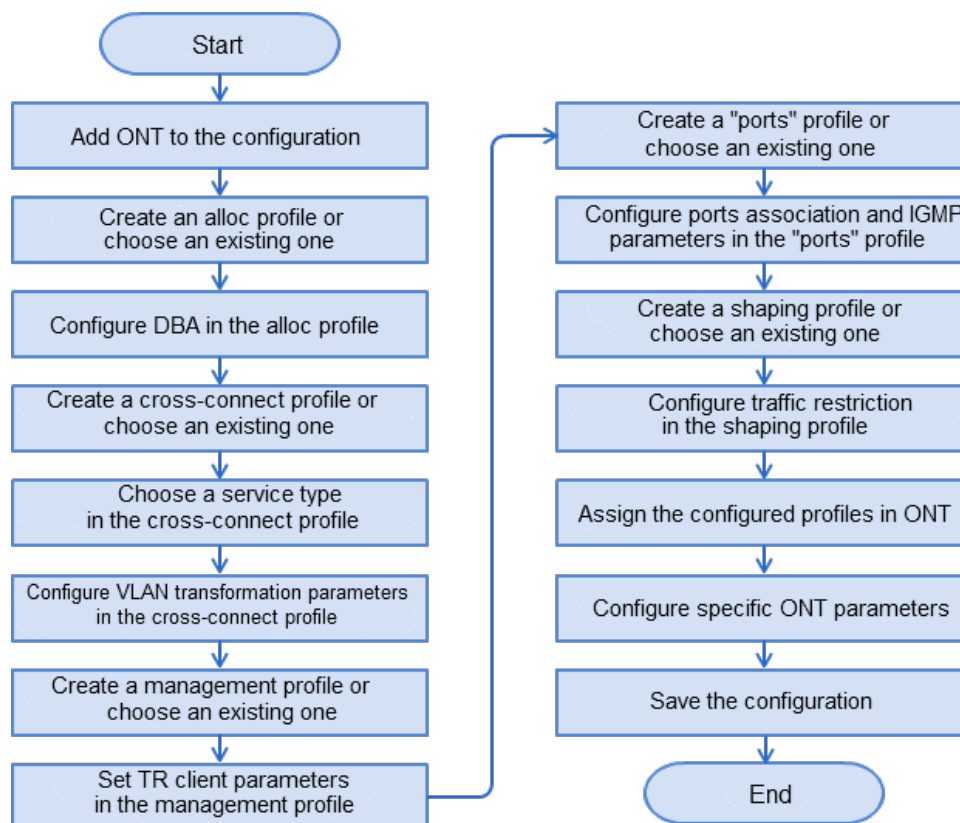 Start
Add ONT to the configuration
Create an alloc profile or
choose an existing one
Configure DBA in the alloc profile
Create a cross-connect profile or
choose an existing one
Choose a service type
in the cross-connect profile
Configure VLAN transformation parameters
in the cross-connect profile
Create a management profile or
choose an existing one
Set TR client parameters
in the management profile
Create a "ports" profile or
choose an existing one
Configure ports association and IGMP
parameters in the "ports" profile
Create a shaping profile or
choose an existing one
Configure traffic restriction
in the shaping profile
Assign the configured profiles in ONT
Configure specific ONT parameters
Save the configuration
End